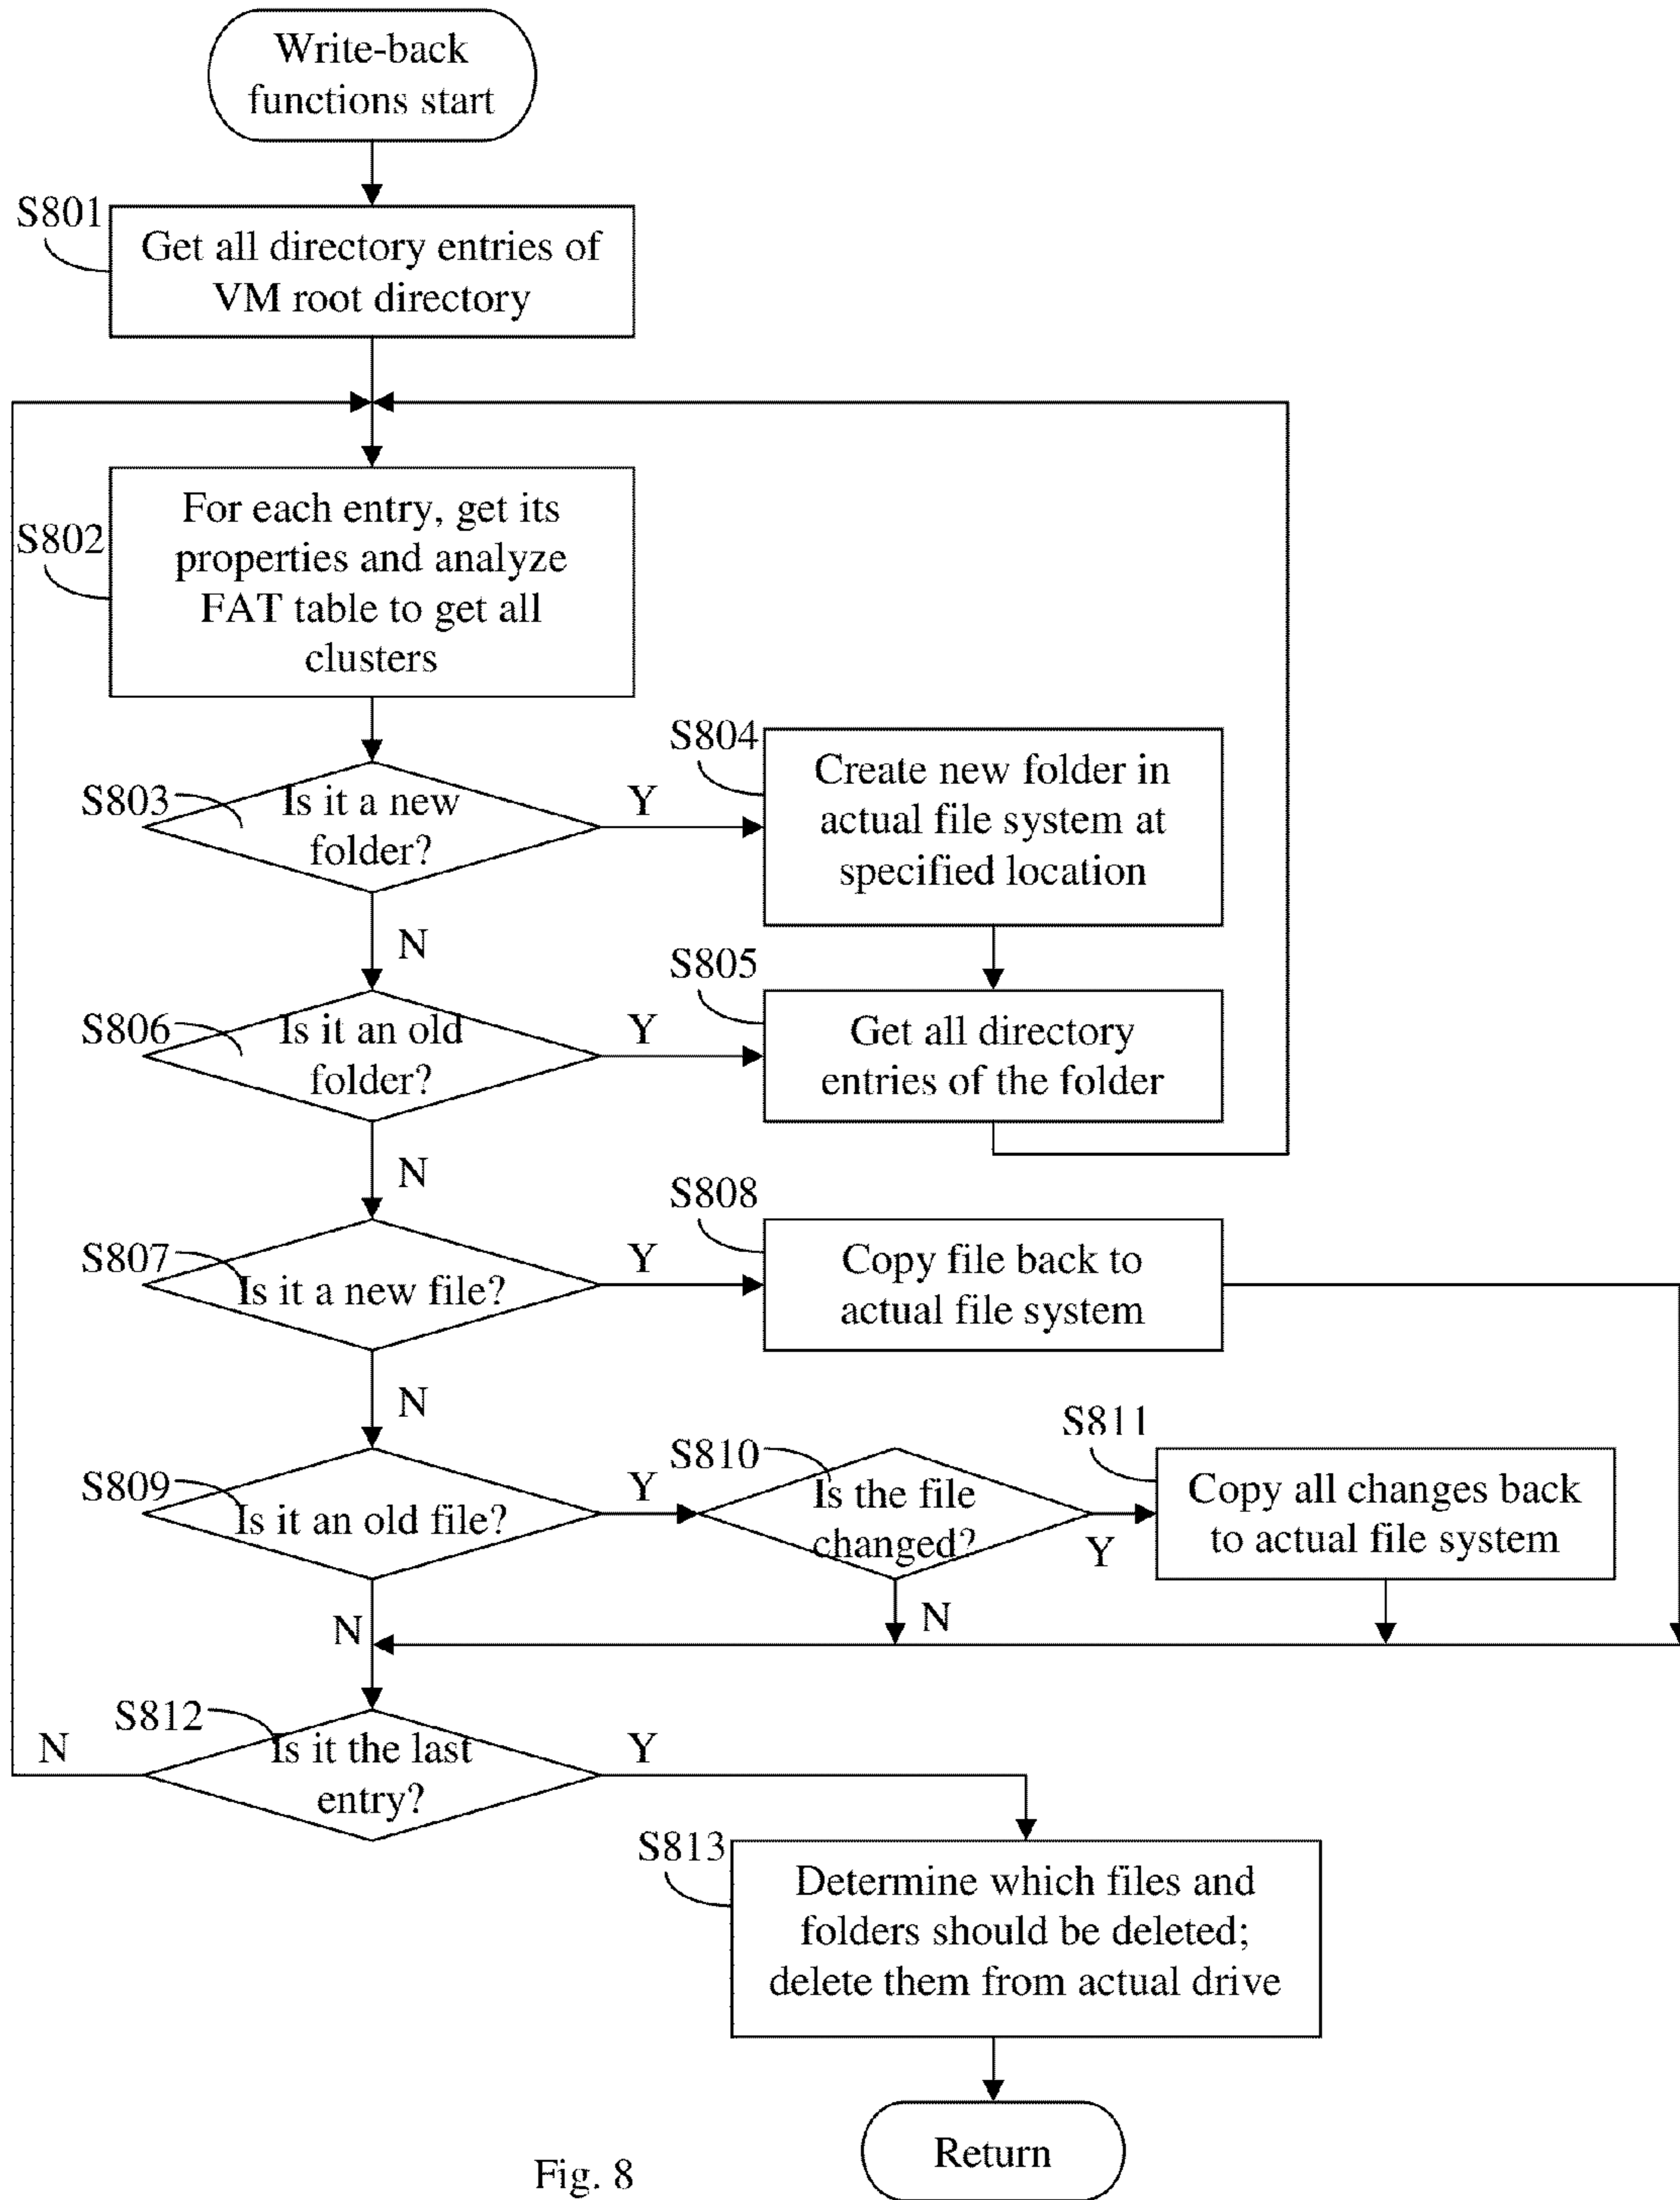 Write-back
functions start
S801
Get all directory entries of
VM root directory
S802
For each entry, get its
properties and analyze
FAT table to get all
clusters
S803
Is it a new
folder?
Y
N
S804
Create new folder in
actual file system at
specified location
S805
Get all directory
entries of the folder
S806
Is it an old
folder?
Y
N
S807
Is it a new file?
Y
N
S808
Copy file back to
actual file system
S809
Is it an old file?
Y
N
S810
Is the file
changed?
Y
N
S811
Copy all changes back
to actual file system
S812
Is it the last
entry?
N
Y
S813
Determine which files and
folders should be deleted;
delete them from actual drive
Return
Fig. 8